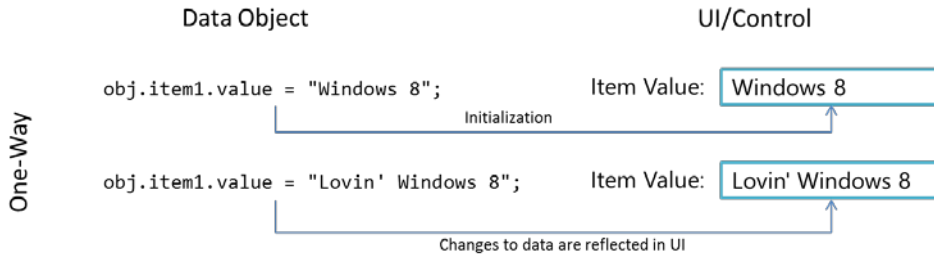 Data Object UI/Control
obj.item1.value = "Windows 8"; Item Value: Windows 8
Initialization
One-Way
obj.item1.value = "Lovin' Windows 8"; Item Value: Lovin' Windows 8
Changes to data are reflected in UI